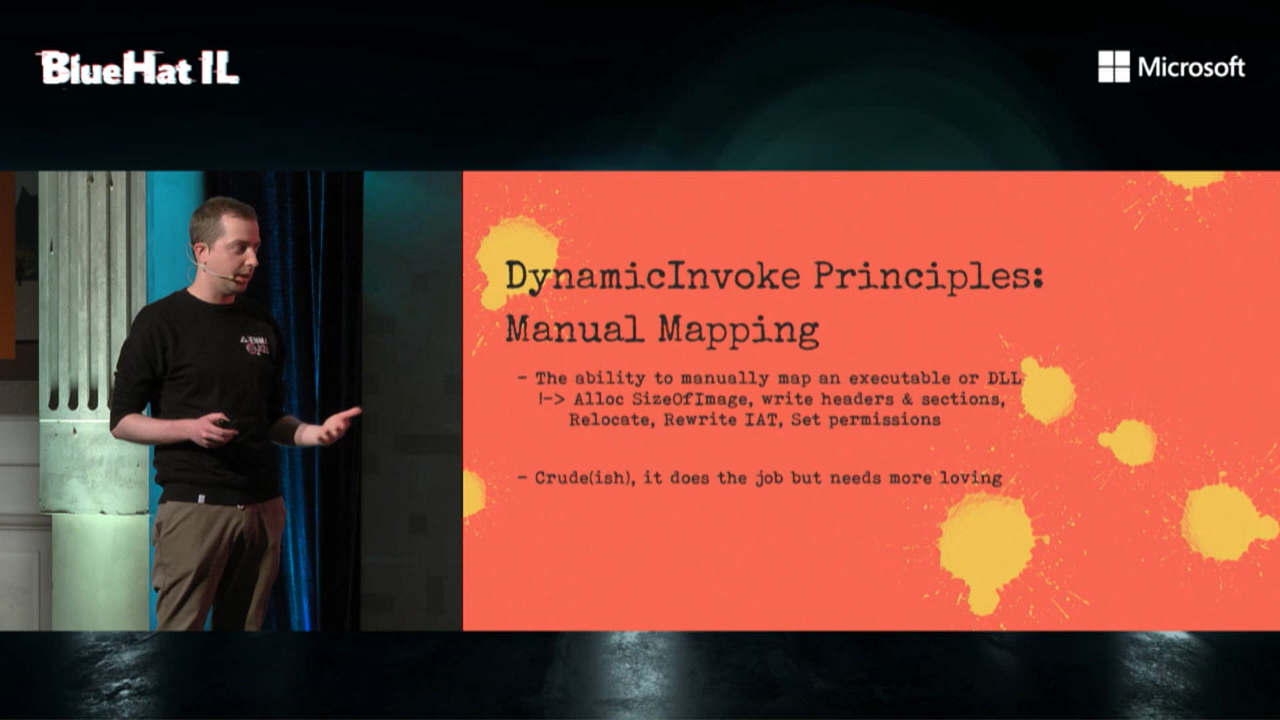 BlueHat IL
Microsoft
DynamicInvoke Principles:
Manual Mapping
- The ability to manually map an executable or DLL
|-> Alloc SizeOfImage, write headers & sections,
Relocate, Rewrite IAT, Set permissions
- Crude(ish), it does the job but needs more loving